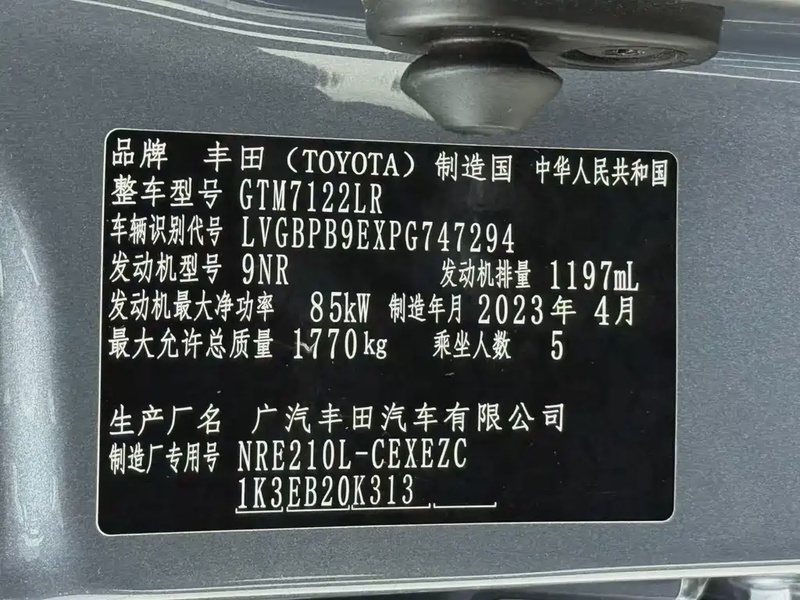 品牌 丰田（TOYOTA）制造国 中华人民共和国
整车型号 GTM7122LR
车辆识别代号 LVGBPB9EXPG747294
发动机型号 9NR 发动机排量 1197mL
发动机最大净功率 85kW 制造年月 2023年 4月
最大允许总质量 1770kg 乘坐人数 5
生产厂名 广汽丰田汽车有限公司
制造厂专用号 NRE210L-CEXEZC
1K3EB20K313